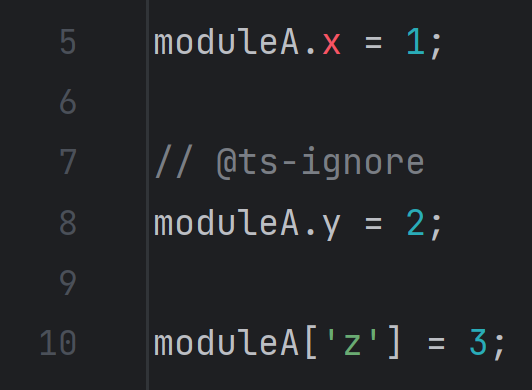 5 moduleA.x = 1;
6
7 // @ts-ignore
8 moduleA.y = 2;
9
10 moduleA['z'] = 3;